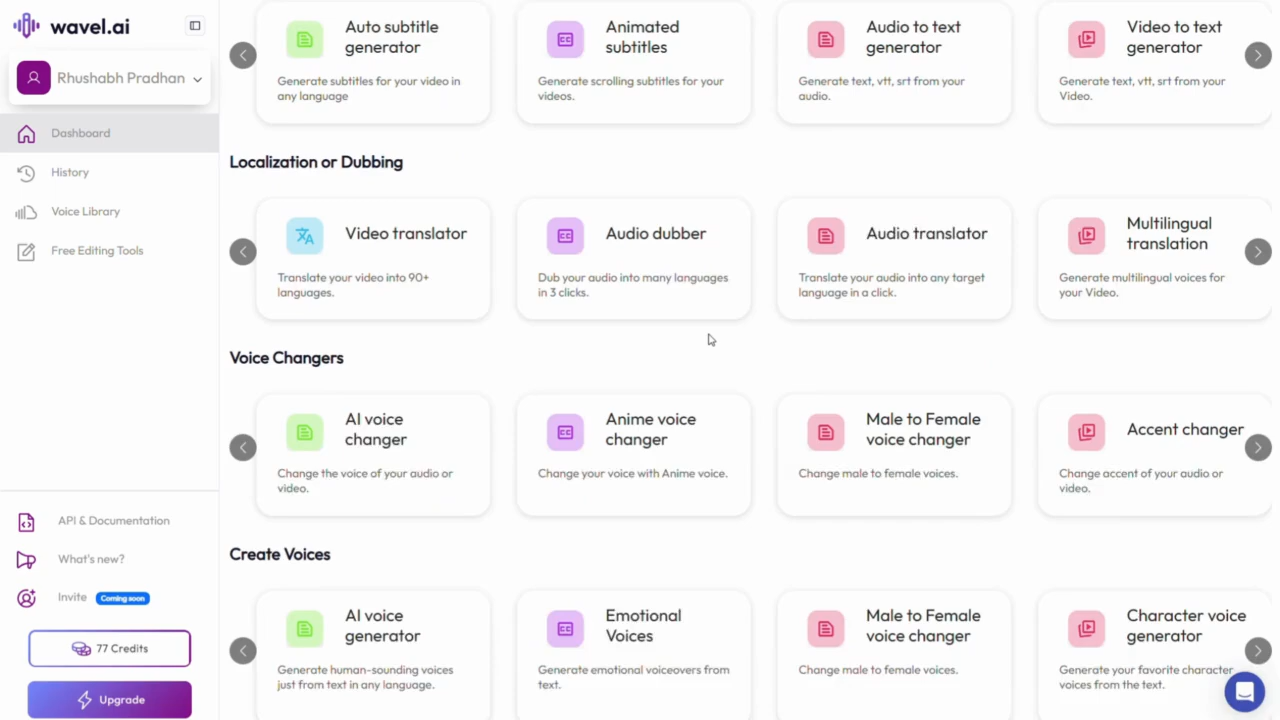 wavel.ai
Rhushabh Pradhan
Dashboard
History
Voice Library
Free Editing Tools
API & Documentation
What's new?
Invite Coming soon
77 Credits
Upgrade
Auto subtitle
generator
Generate subtitles for your video in
any language
Animated
subtitles
Generate scrolling subtitles for your
videos.
Audio to text
generator
Generate text, vtt, srt from your
audio.
Video to text
generator
Generate text, vtt, srt from your
Video.
Localization or Dubbing
Video translator
Translate your video into 90+
languages.
CC
Audio dubber
Dub your audio into many languages
in 3 clicks.
Audio translator
Translate your audio into any target
language in a click.
Multilingual
translation
Generate multilingual voices for
your Video.
Voice Changers
AI voice
changer
Change the voice of your audio or
video.
CC
Anime voice
changer
Change your voice with Anime voice.
Male to Female
voice changer
Change male to female voices.
Accent changer
Change accent of your audio or
video.
Create Voices
AI voice
generator
Generate human-sounding voices
just from text in any language.
CC
Emotional
Voices
Generate emotional voiceovers from
text.
Male to Female
voice changer
Change male to female voices.
Character voice
generator
Generate your favorite character
voices from the text.